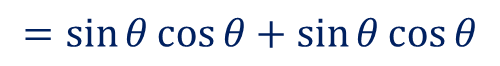 = sin θ cos θ + sin θ cos θ